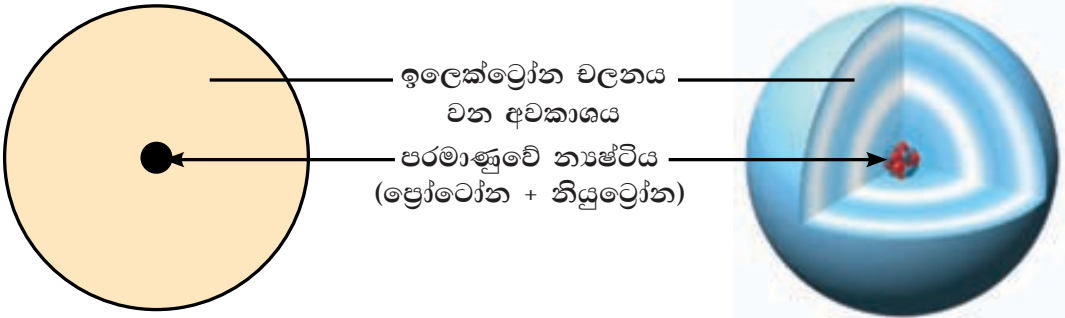 ඉලෙක්ට්‍රෝන චලනය
වන අවකාශය
පරමාණුවේ න්‍යෂ්ටිය
(ප්‍රෝටෝන + නියුට්‍රෝන)